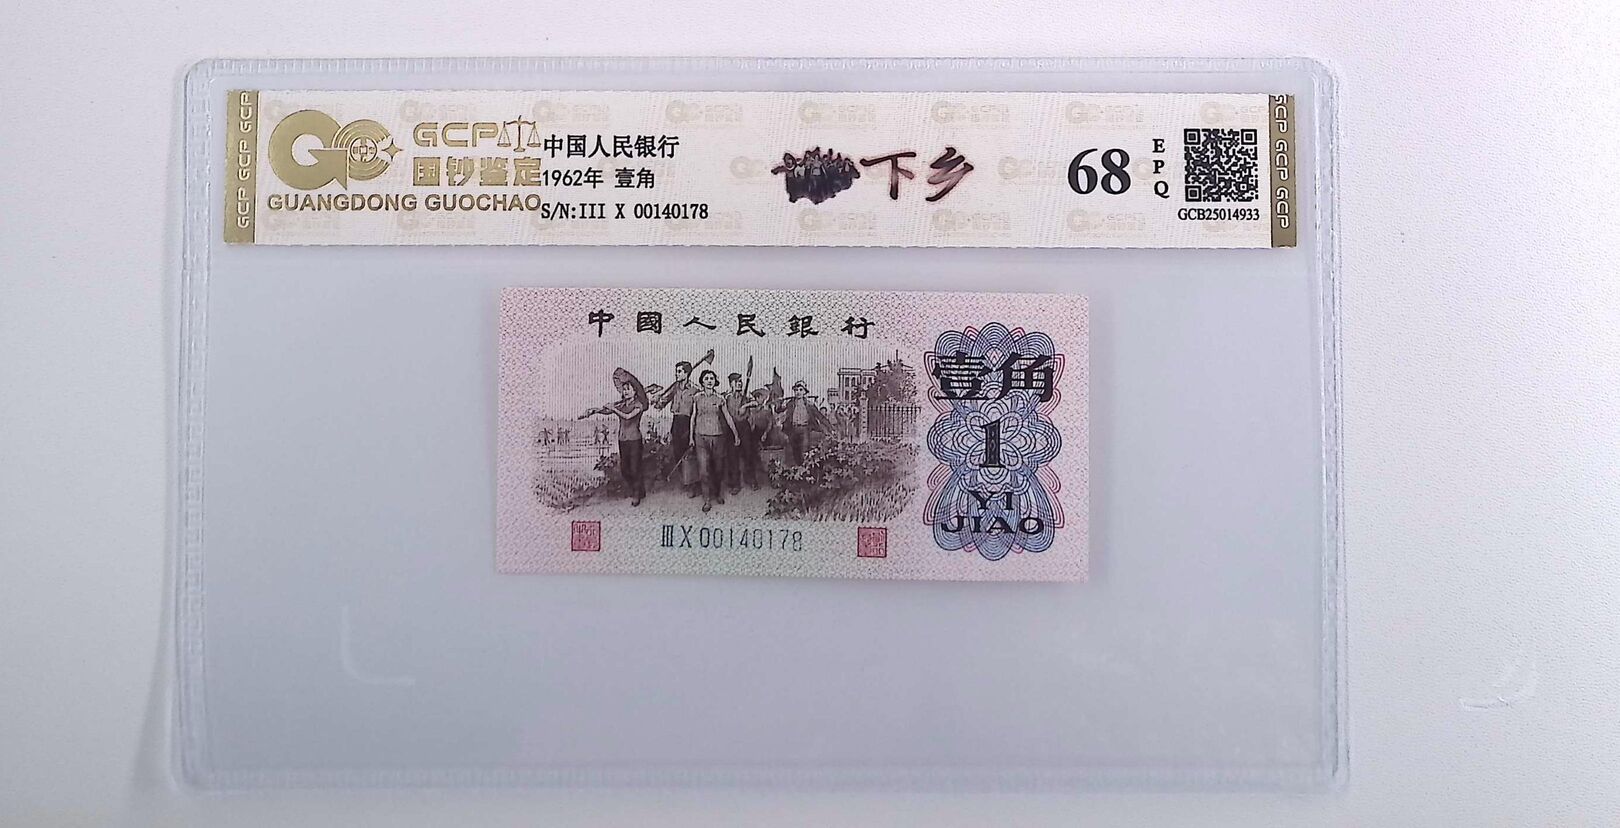 GCP GCP GCP
GCP
国钞鉴定
GUANGDONG GUOCHAO
中国人民银行
1962年 壹角
S/N:III X 00140178
下乡
68
EPQ
GCB25014933
GCP GCP GCP
中國人民銀行
壹角
1
YI
JIAO
III X 00140178